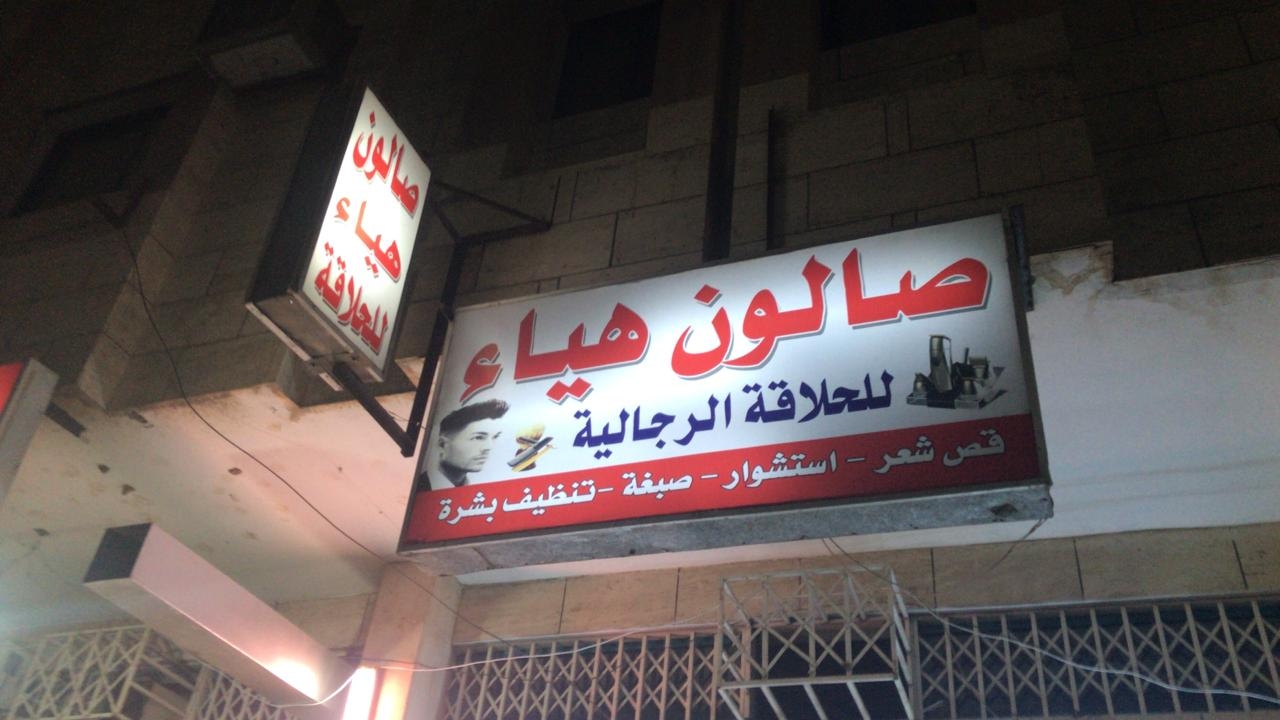 صالون
هياء
للحلاقة
صالون هياء
للحلاقة الرجالية
قص شعر - استشوار - صبغة - تنظيف بشرة